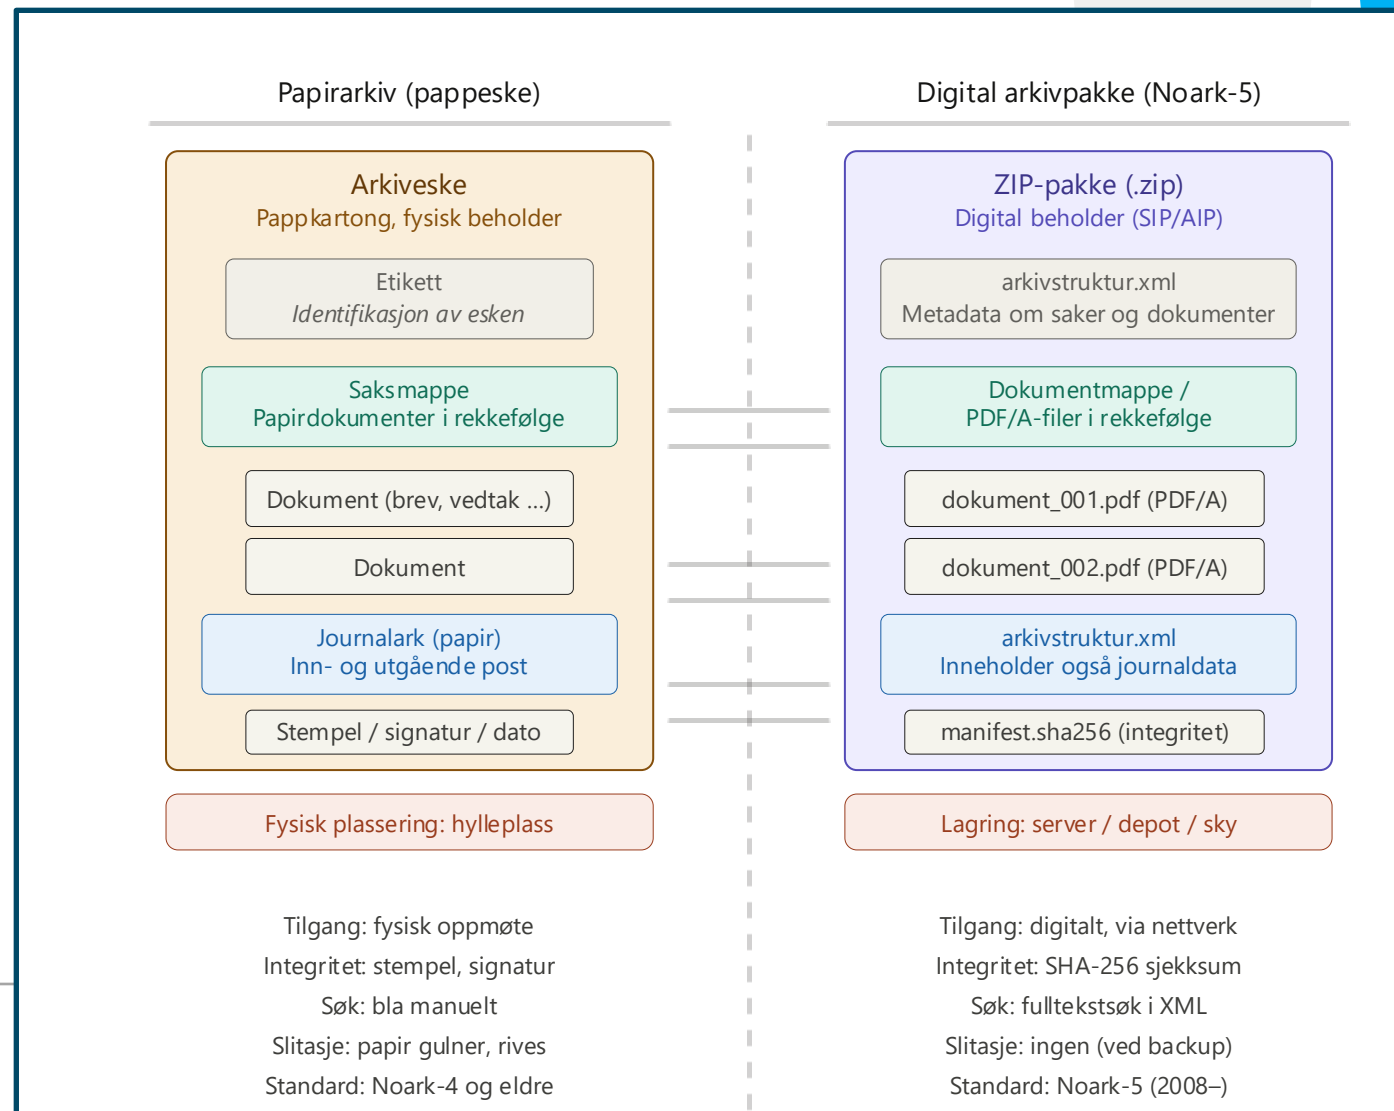 Papirarkiv (pappeske)
Arkiveske
Pappkartong, fysisk beholder
Etikett
Identifikasjon av esken
Saksmappe
Papirdokumenter i rekkefølge
Dokument (brev, vedtak ...)
Dokument
Journalark (papir)
Inn- og utgående post
Stempel / signatur / dato
Fysisk plassering: hylleplass
Tilgang: fysisk oppmøte
Integritet: stempel, signatur
Søk: bla manuelt
Slitasje: papir gulner, rives
Standard: Noark-4 og eldre
Digital arkivpakke (Noark-5)
ZIP-pakke (.zip)
Digital beholder (SIP/AIP)
arkivstruktur.xml
Metadata om saker og dokumenter
Dokumentmappe /
PDF/A-filer i rekkefølge
dokument_001.pdf (PDF/A)
dokument_002.pdf (PDF/A)
arkivstruktur.xml
Inneholder også journaldata
manifest.sha256 (integritet)
Lagring: server / depot / sky
Tilgang: digitalt, via nettverk
Integritet: SHA-256 sjekksum
Søk: fulltekstsøk i XML
Slitasje: ingen (ved backup)
Standard: Noark-5 (2008–)